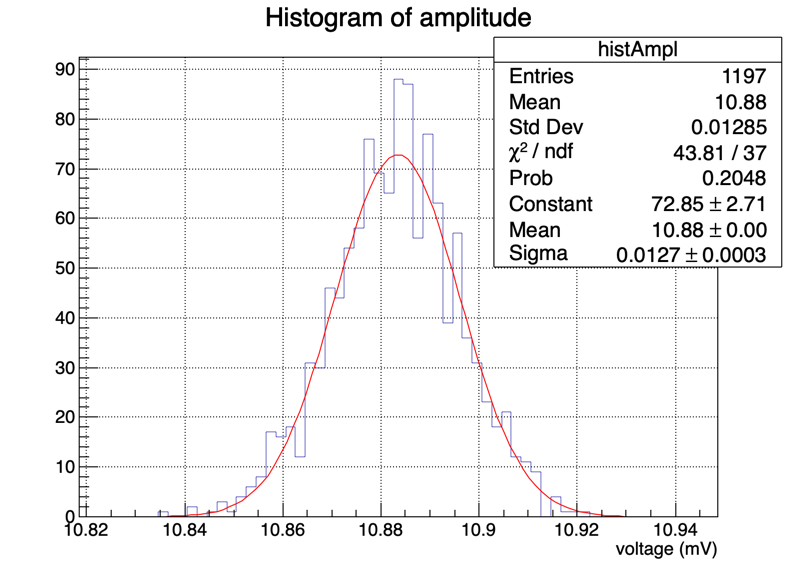 Histogram of amplitude
histAmpl
Entries 1197
Mean 10.88
Std Dev 0.01285
χ² / ndf 43.81 / 37
Prob 0.2048
Constant 72.85 ± 2.71
Mean 10.88 ± 0.00
Sigma 0.0127 ± 0.0003
90
80
70
60
50
40
30
20
10
0
10.82 10.84 10.86 10.88 10.9 10.92 10.94
voltage (mV)